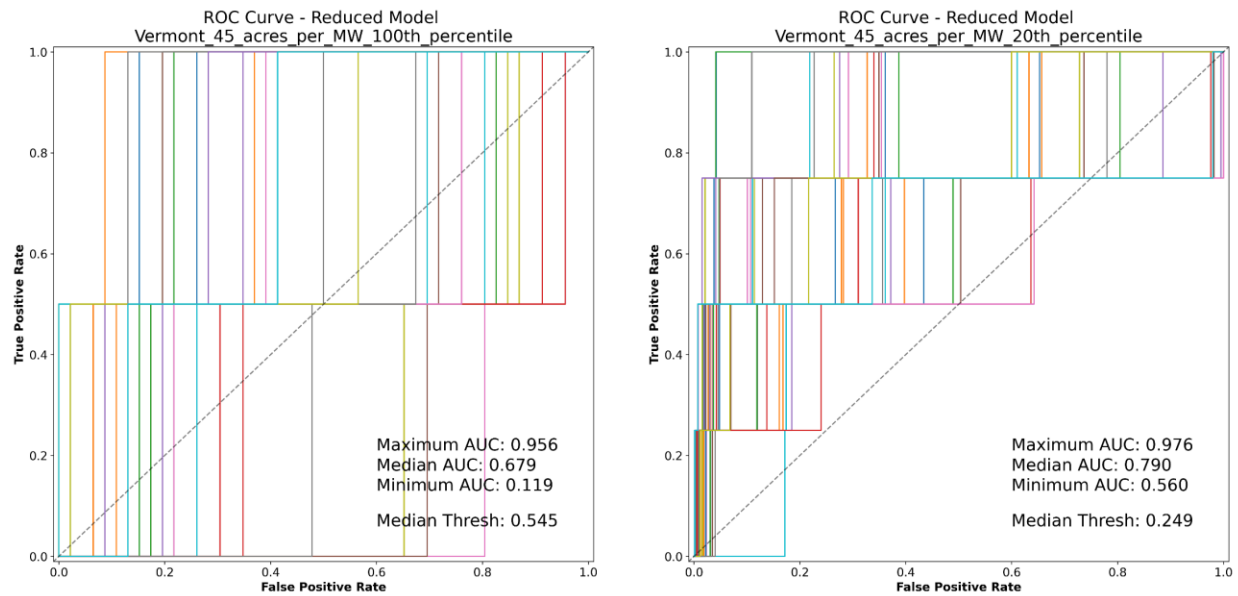 ROC Curve - Reduced Model
Vermont_45_acres_per_MW_100th_percentile
1.0
0.8
0.6
0.4
0.2
0.0
True Positive Rate
Maximum AUC: 0.956
Median AUC: 0.679
Minimum AUC: 0.119
Median Thresh: 0.545
0.0 0.2 0.4 0.6 0.8 1.0
False Positive Rate
ROC Curve - Reduced Model
Vermont_45_acres_per_MW_20th_percentile
1.0
0.8
0.6
0.4
0.2
0.0
True Positive Rate
Maximum AUC: 0.976
Median AUC: 0.790
Minimum AUC: 0.560
Median Thresh: 0.249
0.0 0.2 0.4 0.6 0.8 1.0
False Positive Rate